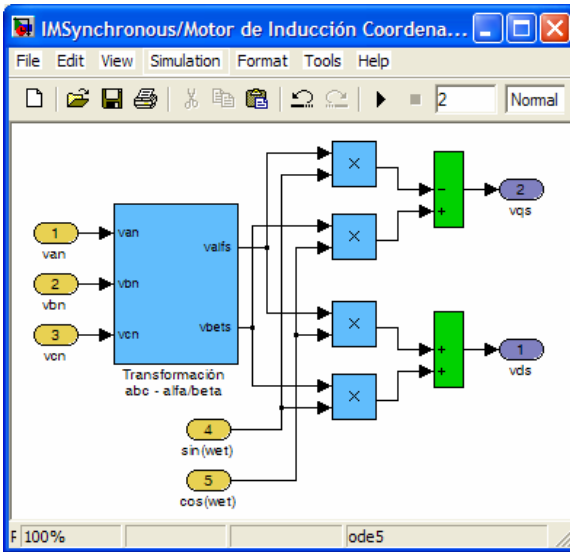 IMSynchronous/Motor de Inducción Coordena...
File Edit View Simulation Format Tools Help
2 Normal
1
van
2
vbn
3
vcn
van
vbn
vcn
valfs
vbets
Transformación
abc - alfa/beta
4
sin(wet)
5
cos(wet)
×
×
×
×
−
+
+
+
2
vqs
1
vds
F 100% ode5